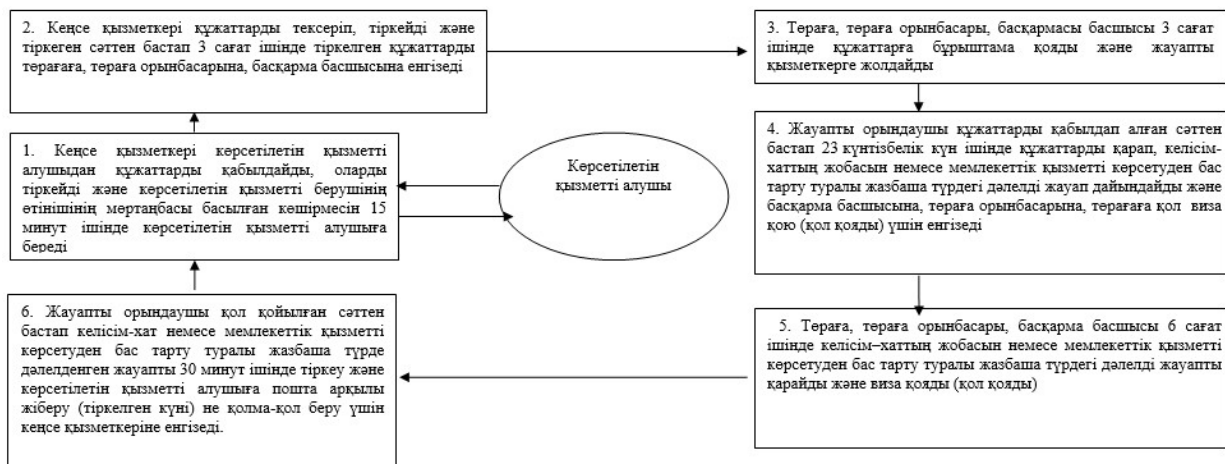 2. Кеңсе қызметкері құжаттарды тексеріп, тіркейді және
тіркеген сәттен бастап 3 сағат ішінде тіркелген құжаттарды
төрағаға, төраға орынбасарына, басқарма басшысына енгізеді
3. Төраға, төраға орынбасары, басқармасы басшысы 3 сағат
ішінде құжаттарға бұрыштама қояды және жауапты
қызметкерге жолдайды
1. Кеңсе қызметкері көрсетілетін қызметті
алушыдан құжаттарды қабылдайды, оларды
тіркейді және көрсетілетін қызметті берушінің
өтінішінің мөртаңбасы басылған көшірмесін 15
минут ішінде көрсетілетін қызметті алушыға
береді
Көрсетілетін
қызметті алушы
4. Жауапты орындаушы құжаттарды қабылдап алған сәттен
бастап 23 күнтізбелік күн ішінде құжаттарды қарап, келісім-
хаттың жобасын немесе мемлекеттік қызметті көрсетуден бас
тарту туралы жазбаша түрдегі дәлелді жауап дайындайды және
басқарма басшысына, төраға орынбасарына, төрағаға қол виза
қою (қол қояды) үшін енгізеді
6. Жауапты орындаушы қол қойылған сәттен
бастап келісім-хат немесе мемлекеттік қызметті
көрсетуден бас тарту туралы жазбаша түрде
дәлелденген жауапты 30 минут ішінде тіркеу және
көрсетілетін қызметті алушыға пошта арқылы
жіберу (тіркелген күні) не қолма-қол беру үшін
кеңсе қызметкеріне енгізеді.
5. Төраға, төраға орынбасары, басқарма басшысы 6 сағат
ішінде келісім–хаттың жобасын немесе мемлекеттік қызметті
көрсетуден бас тарту туралы жазбаша түрдегі дәлелді жауапты
қарайды және виза қояды (қол қояды)